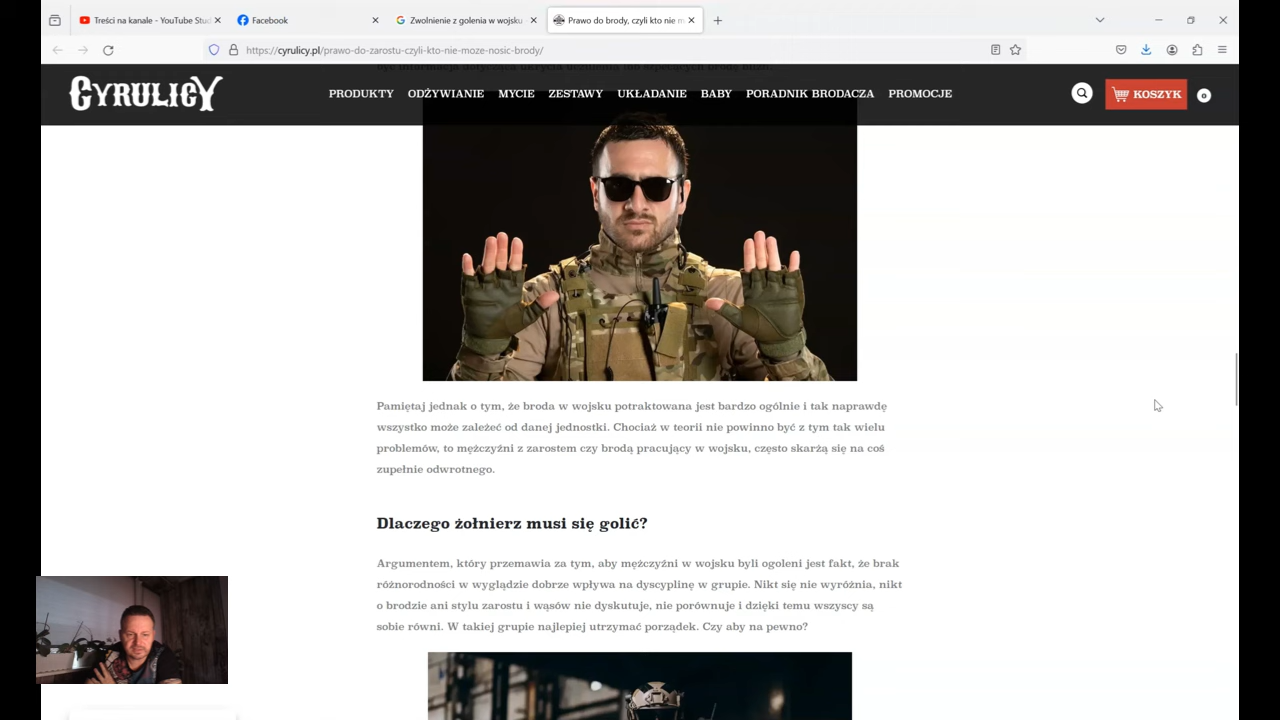 Treści na kanale - YouTube Stud
Facebook
Zwolnienie z golenia w wojsku
Prawo do brody, czyli kto nie m
https://cyrulicy.pl/prawo-do-zarostu-czyli-kto-nie-moze-nosic-brody/
CYRULICY
PRODUKTY ODŻYWIANIE MYCIE ZESTAWY UKŁADANIE BABY PORADNIK BRODACZA PROMOCJE
KOSZYK 0
Pamiętaj jednak o tym, że broda w wojsku potraktowana jest bardzo ogólnie i tak naprawdę
wszystko może zależeć od danej jednostki. Chociaż w teorii nie powinno być z tym tak wielu
problemów, to mężczyźni z zarostem czy brodą pracujący w wojsku, często skarżą się na coś
zupełnie odwrotnego.
Dlaczego żołnierz musi się golić?
Argumentem, który przemawia za tym, aby mężczyźni w wojsku byli ogoleni jest fakt, że brak
różnorodności w wyglądzie dobrze wpływa na dyscyplinę w grupie. Nikt się nie wyróżnia, nikt
o brodzie ani stylu zarostu i wąsów nie dyskutuje, nie porównuje i dzięki temu wszyscy są
sobie równi. W takiej grupie najlepiej utrzymać porządek. Czy aby na pewno?